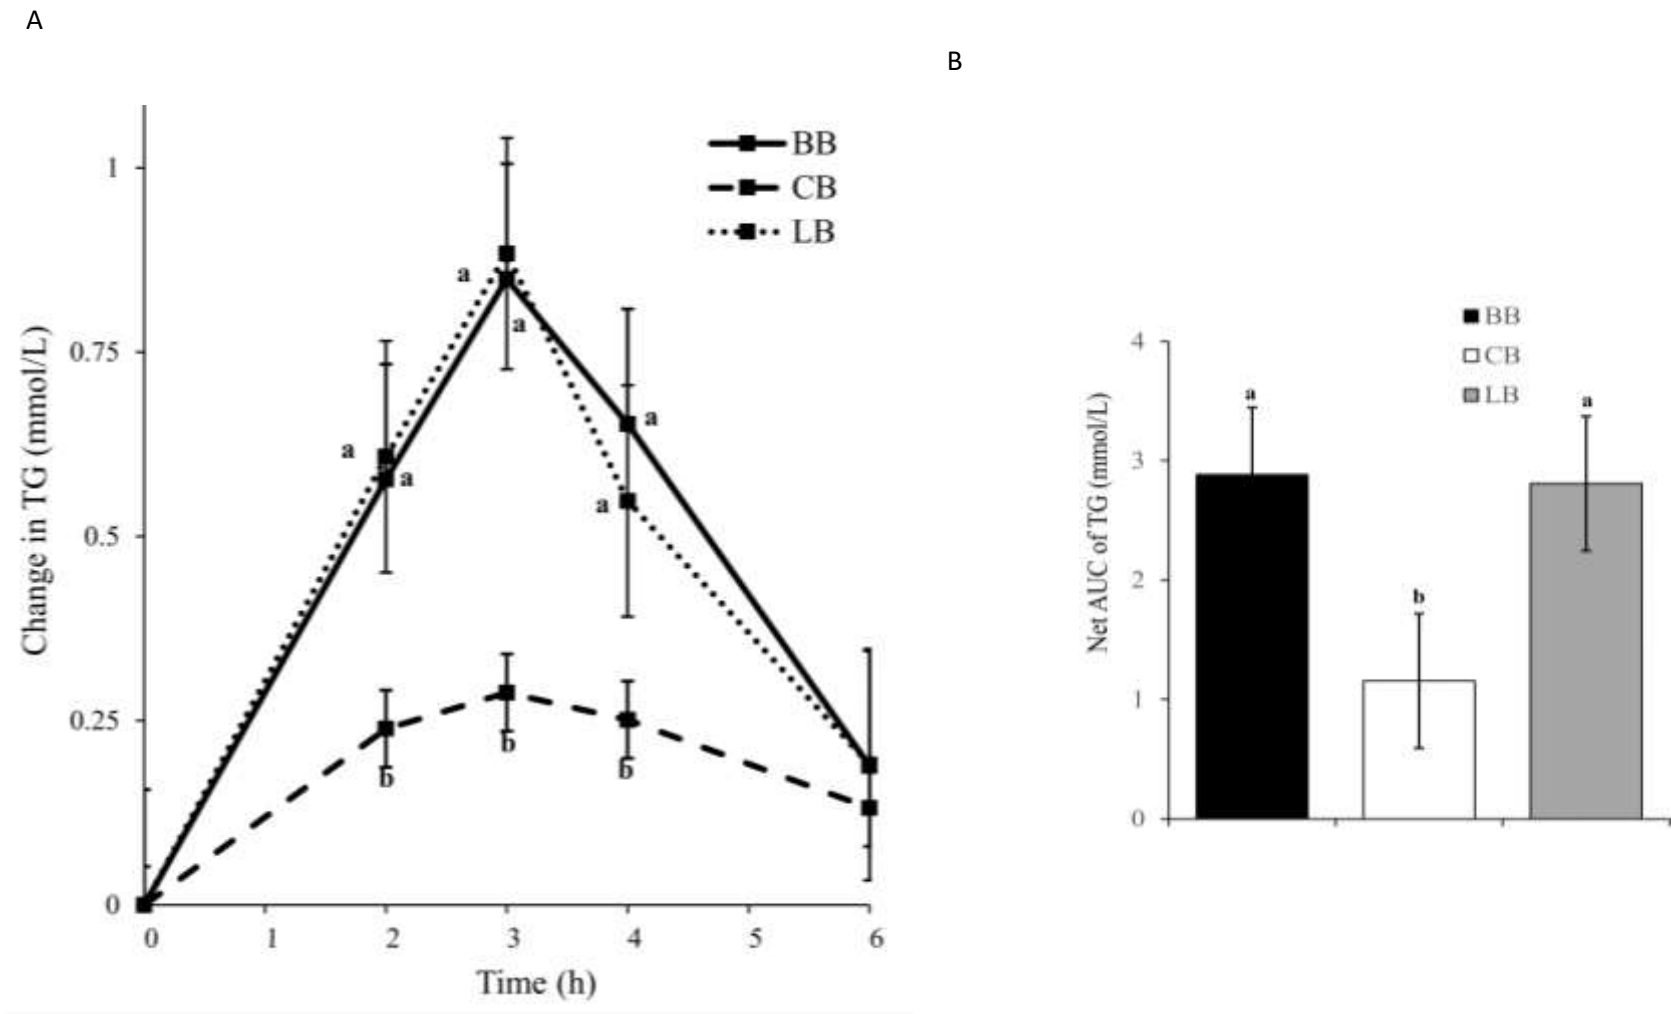 A
B
BB
CB
LB
1
0.75
0.5
0.25
0
a
a
a
a
a
a
b
b
b
0 1 2 3 4 5 6
Time (h)
Change in TG (mmol/L)
BB
CB
LB
4
3
2
1
0
a
b
a
Net AUC of TG (mmol/L)